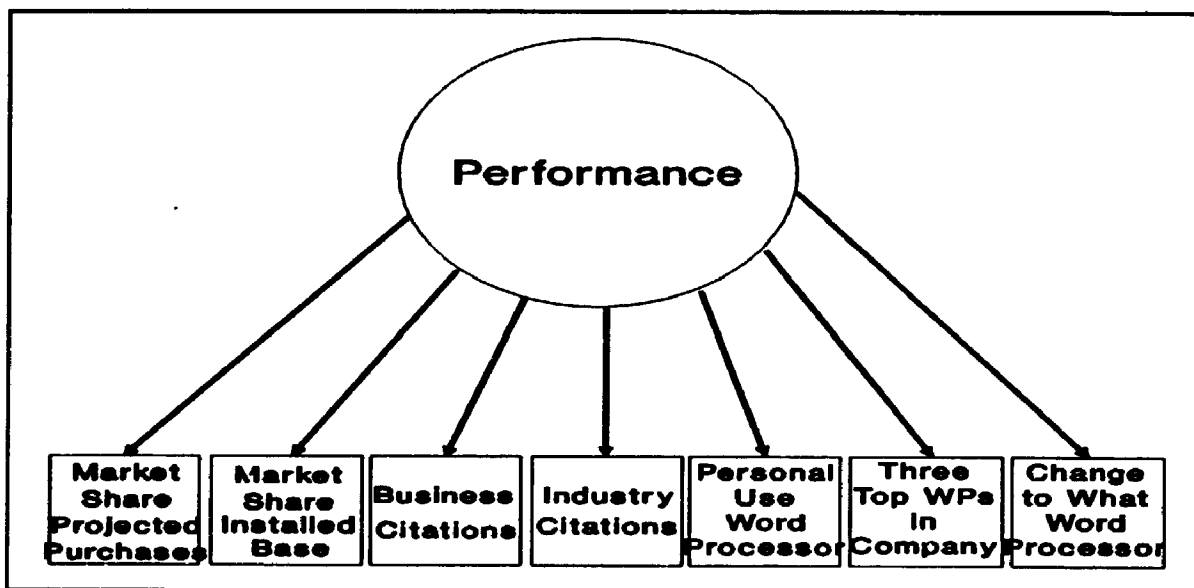 Performance
Market
Share
Projected
Purchases
Market
Share
Installed
Base
Business
Citations
Industry
Citations
Personal
Use
Word
Processor
Three
Top WPs
In
Company
Change
to What
Word
Processor